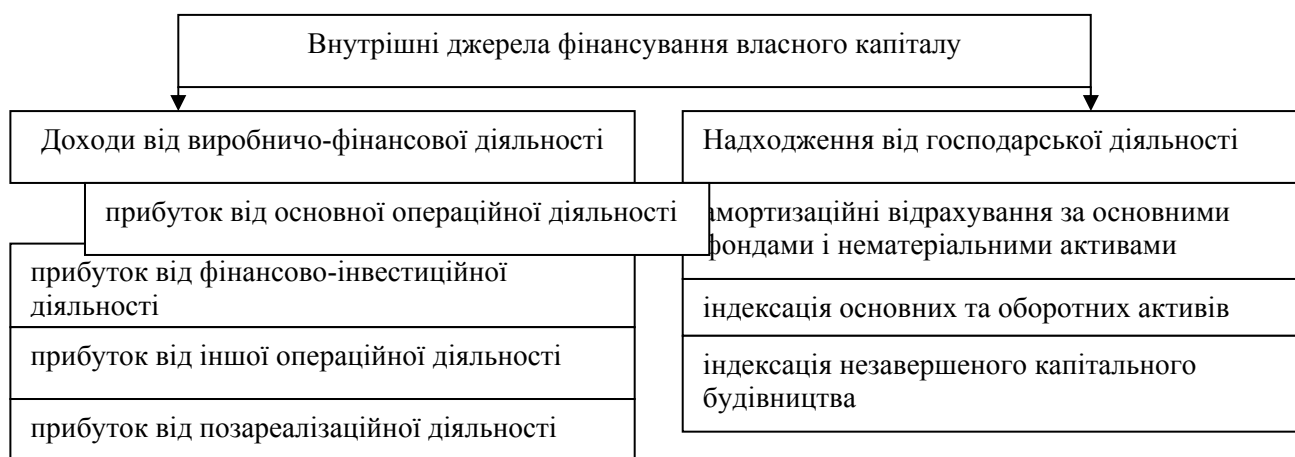 Внутрішні джерела фінансування власного капіталу
Доходи від виробничо-фінансової діяльності
прибуток від основної операційної діяльності
прибуток від фінансово-інвестиційної
діяльності
прибуток від іншої операційної діяльності
прибуток від позареалізаційної діяльності
Надходження від господарської діяльності
амортизаційні відрахування за основними
фондами і нематеріальними активами
індексація основних та оборотних активів
індексація незавершеного капітального
будівництва